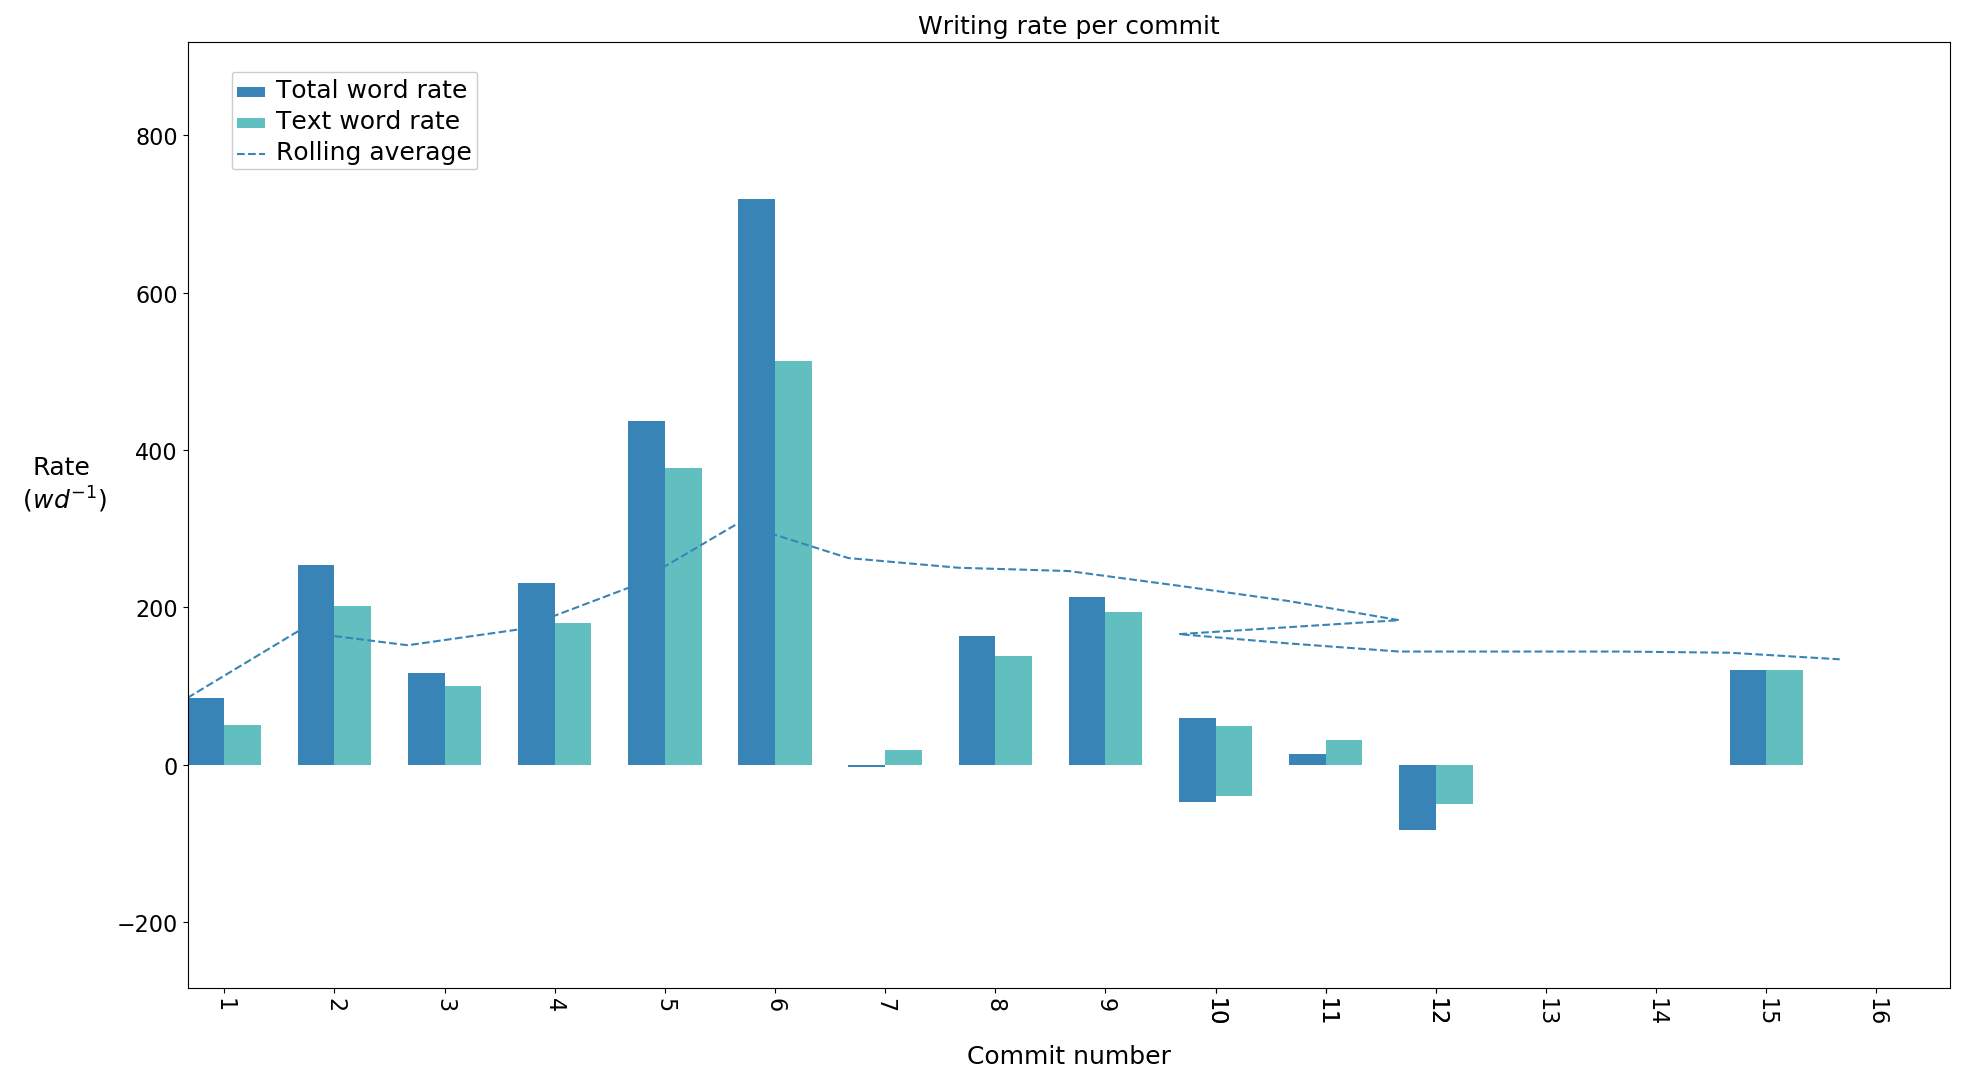 Writing rate per commit
Total word rate
Text word rate
Rolling average
800
600
400
200
0
−200
Rate
(wd⁻¹)
1 2 3 4 5 6 7 8 9 10 11 12 13 14 15 16
Commit number